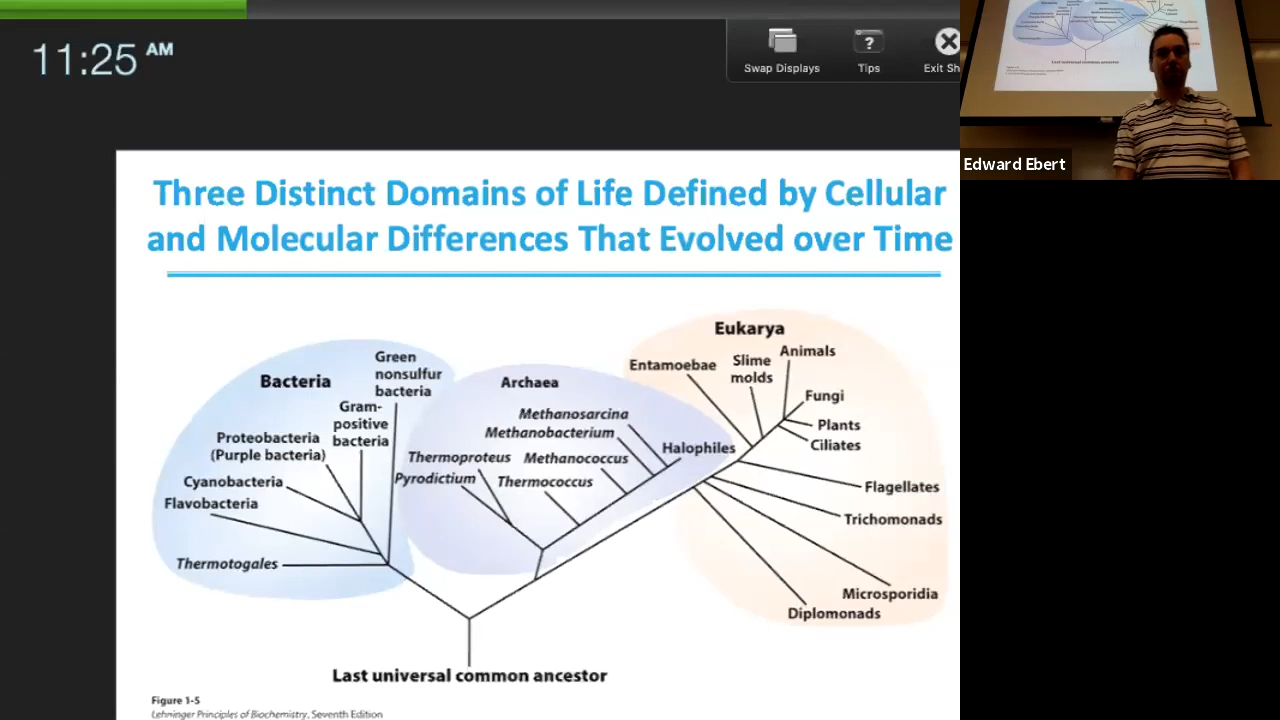 11:25 AM
Swap Displays
Tips
Exit Sh
Edward Ebert
Three Distinct Domains of Life Defined by Cellular
and Molecular Differences That Evolved over Time
Bacteria
Green
nonsulfur
bacteria
Gram-
positive
bacteria
Proteobacteria
(Purple bacteria)
Cyanobacteria
Flavobacteria
Thermotogales
Archaea
Methanosarcina
Methanobacterium
Halophiles
Thermoproteus
Methanococcus
Pyrodictium
Thermococcus
Eukarya
Entamoebae
Slime
molds
Animals
Fungi
Plants
Ciliates
Flagellates
Trichomonads
Microsporidia
Diplomonads
Last universal common ancestor
Figure 1-5
Lehninger Principles of Biochemistry, Seventh Edition